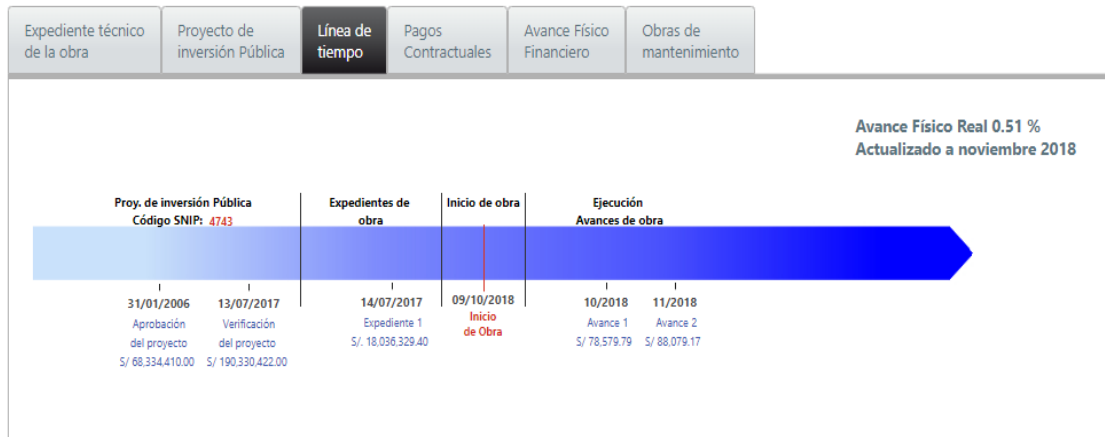 Expediente técnico
de la obra
Proyecto de
inversión Pública
Línea de
tiempo
Pagos
Contractuales
Avance Físico
Financiero
Obras de
mantenimiento
Avance Físico Real 0.51 %
Actualizado a noviembre 2018
Proy. de inversión Pública
Código SNIP: 4743
Expedientes de
obra
Inicio de obra
Ejecución
Avances de obra
31/01/2006
Aprobación
del proyecto
S/ 68,334,410.00
13/07/2017
Verificación
del proyecto
S/ 190,330,422.00
14/07/2017
Expediente 1
S/. 18,036,329.40
09/10/2018
Inicio
de Obra
10/2018
Avance 1
S/ 78,579.79
11/2018
Avance 2
S/ 88,079.17